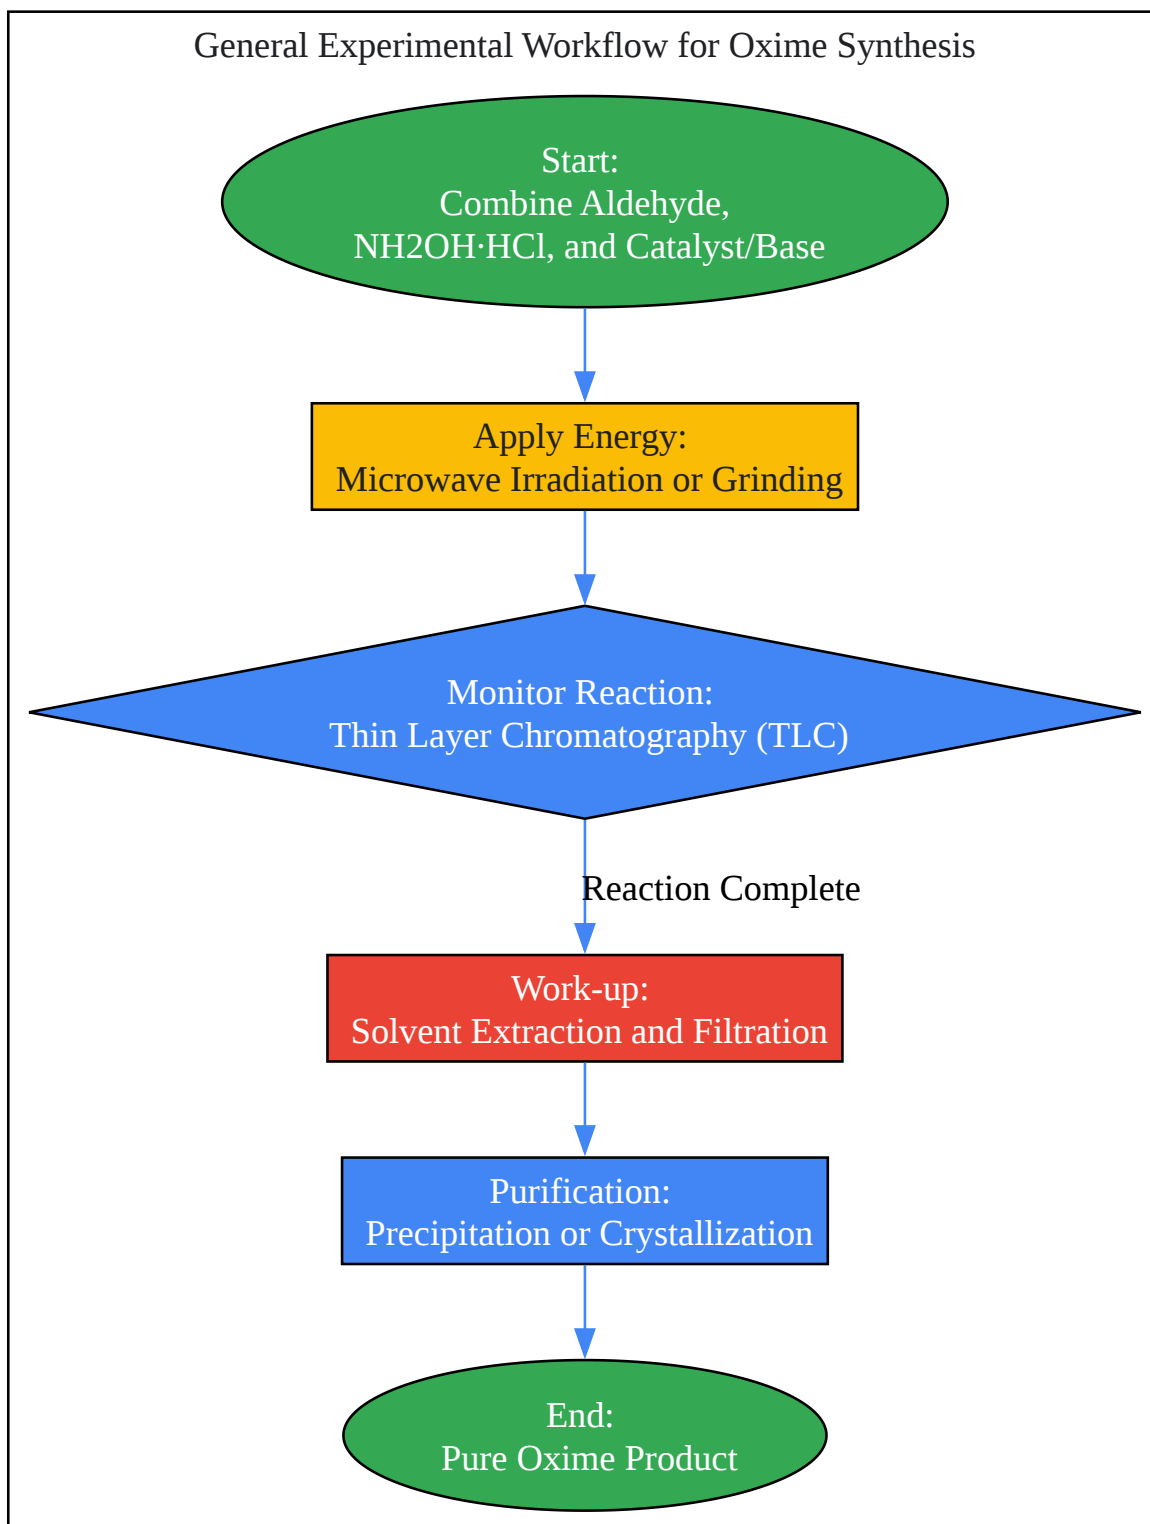 General Experimental Workflow for Oxime Synthesis
Start:
Combine Aldehyde,
NH2OH·HCl, and Catalyst/Base
Apply Energy:
Microwave Irradiation or Grinding
Monitor Reaction:
Thin Layer Chromatography (TLC)
Reaction Complete
Work-up:
Solvent Extraction and Filtration
Purification:
Precipitation or Crystallization
End:
Pure Oxime Product